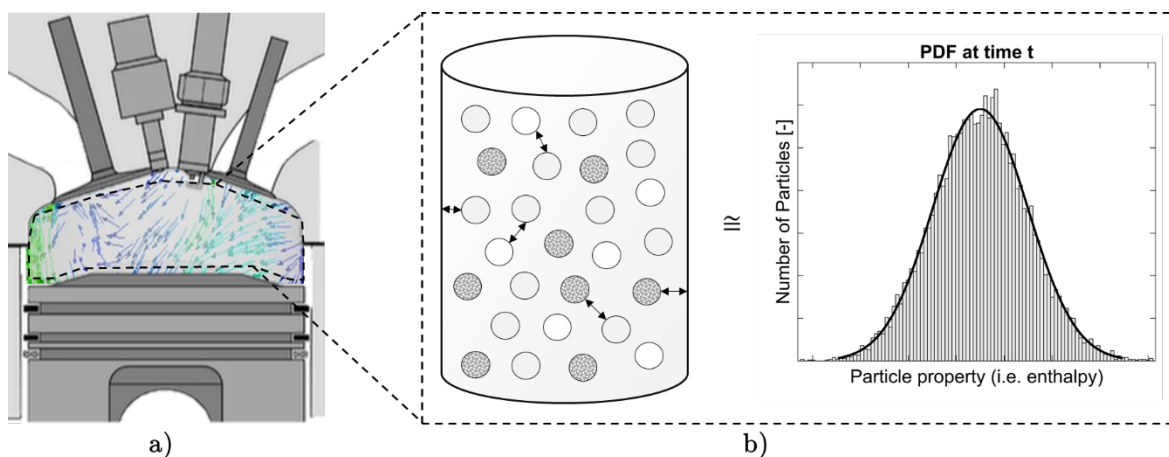 PDF at time t
Number of Particles [-]
≅
Particle property (i.e. enthalpy)
a)
b)